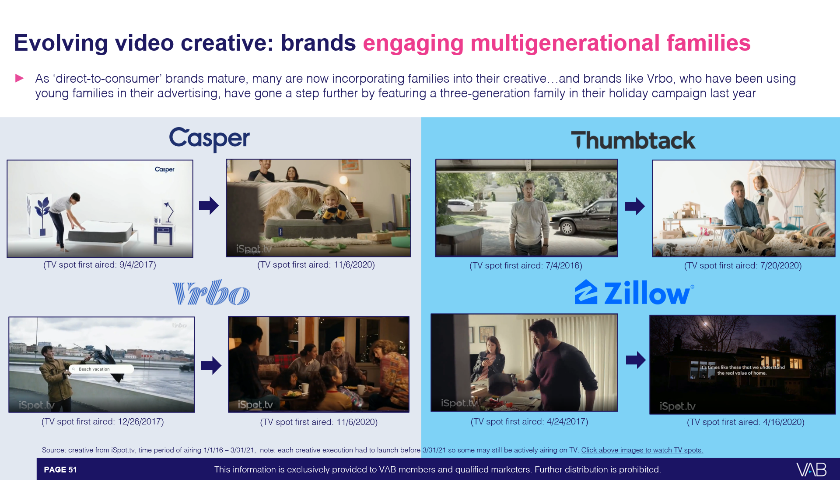 Evolving video creative: brands engaging multigenerational families
As ‘direct-to-consumer’ brands mature, many are now incorporating families into their creative…and brands like Vrbo, who have been using
young families in their advertising, have gone a step further by featuring a three-generation family in their holiday campaign last year
Casper
Thumbtack
Casper
iSpot.tv
iSpot.tv
iSpot.tv
(TV spot first aired: 9/4/2017)
(TV spot first aired: 11/6/2020)
(TV spot first aired: 7/4/2016)
(TV spot first aired: 7/20/2020)
Vrbo
Zillow
Beach vacation
It's times like these that we understand
the real value of home.
iSpot.tv
iSpot.tv
iSpot.tv
iSpot.tv
(TV spot first aired: 12/26/2017)
(TV spot first aired: 11/6/2020)
(TV spot first aired: 4/24/2017)
(TV spot first aired: 4/16/2020)
Source: creative from iSpot.tv, time period of airing 1/1/16 – 3/31/21, note: each creative execution had to launch before 3/31/21 so some may still be actively airing on TV. Click above images to watch TV spots.
PAGE 51
This information is exclusively provided to VAB members and qualified marketers. Further distribution is prohibited.
VAB